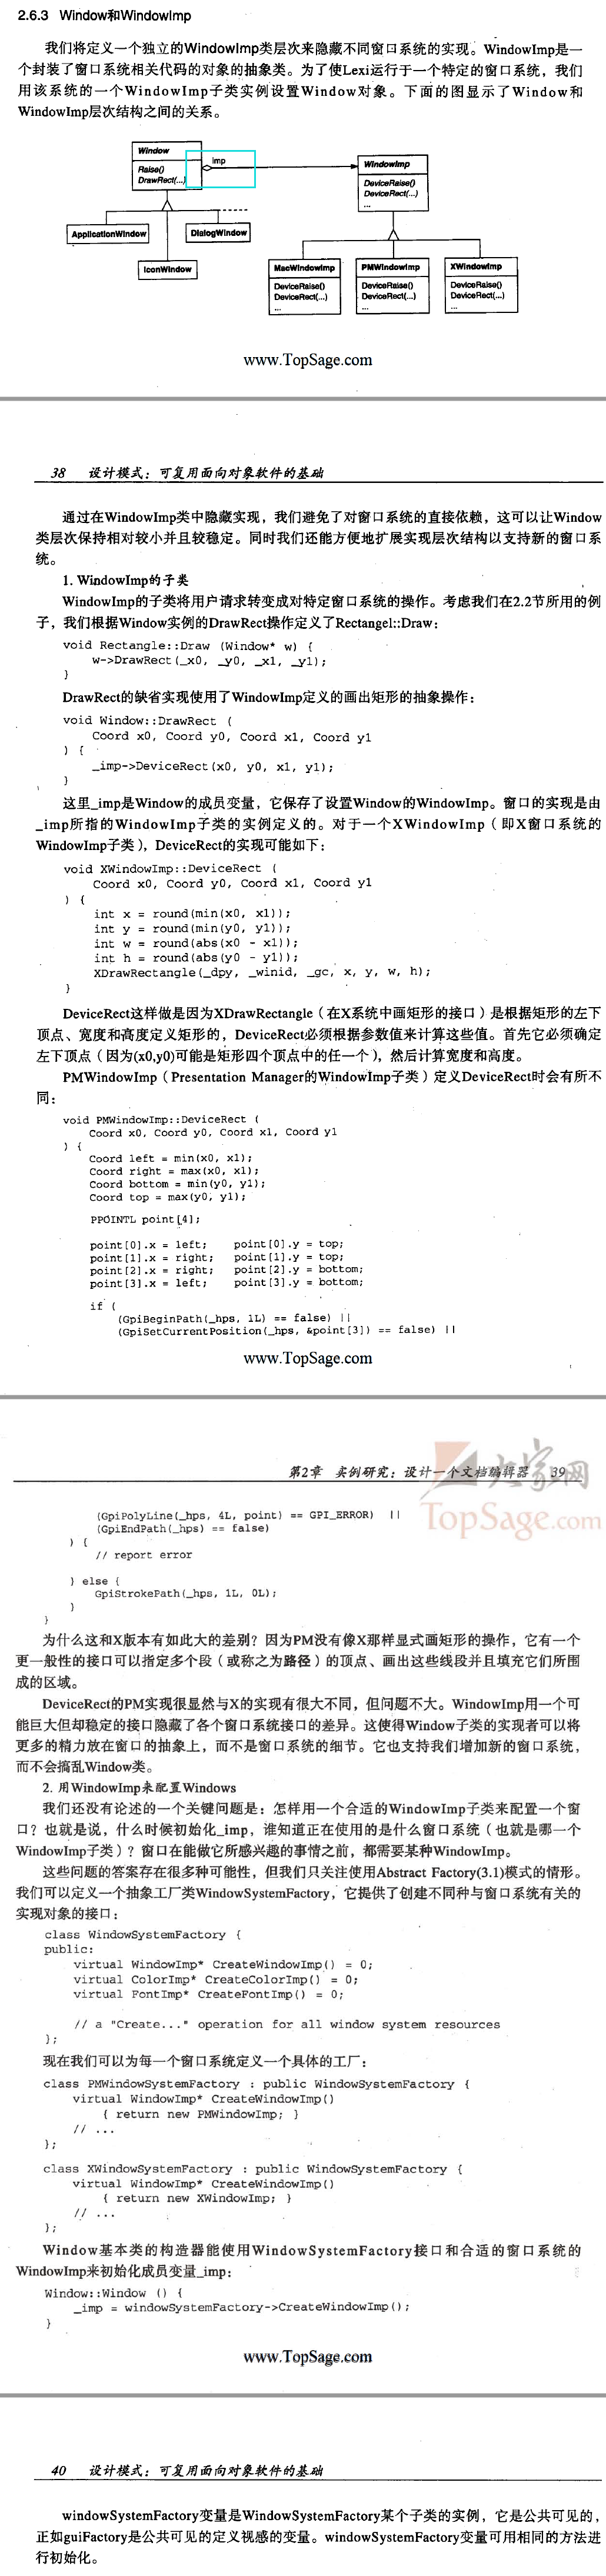 2.6.3 Window和WindowImp
我们将定义一个独立的WindowImp类层次来隐藏不同窗口系统的实现。WindowImp是一
个封装了窗口系统相关代码的对象的抽象类。为了使Lexi运行于一个特定的窗口系统，我们
用该系统的一个WindowImp子类实例设置Window对象。下面的图显示了Window和
WindowImp层次结构之间的关系。
Window
Raise()
DrawRect(...)
imp
WindowImp
DeviceRaise()
DeviceRect(...)
...
ApplicationWindow
DialogWindow
IconWindow
MacWindowImp
DeviceRaise()
DeviceRect(...)
...
PMWindowImp
DeviceRaise()
DeviceRect(...)
...
XWindowImp
DeviceRaise()
DeviceRect(...)
...
www.TopSage.com
38 设计模式：可复用面向对象软件的基础
通过在WindowImp类中隐藏实现，我们避免了对窗口系统的直接依赖，这可以让Window
类层次保持相对较小并且较稳定。同时我们还能方便地扩展实现层次结构以支持新的窗口系
统。
1. WindowImp的子类
WindowImp的子类将用户请求转变成对特定窗口系统的操作。考虑我们在2.2节所用的例
子，我们根据Window实例的DrawRect操作定义了Rectangel::Draw：
void Rectangle::Draw (Window* w) {
w->DrawRect(_x0, _y0, _x1, _y1);
}
DrawRect的缺省实现使用了WindowImp定义的画出矩形的抽象操作：
void Window::DrawRect (
Coord x0, Coord y0, Coord x1, Coord y1
) {
_imp->DeviceRect(x0, y0, x1, y1);
}
这里_imp是Window的成员变量，它保存了设置Window的WindowImp。窗口的实现是由
_imp所指的WindowImp子类的实例定义的。对于一个XWindowImp（即X窗口系统的
WindowImp子类），DeviceRect的实现可能如下：
void XWindowImp::DeviceRect (
Coord x0, Coord y0, Coord x1, Coord y1
) {
int x = round(min(x0, x1));
int y = round(min(y0, y1));
int w = round(abs(x0 - x1));
int h = round(abs(y0 - y1));
XDrawRectangle(_dpy, _winid, _gc, x, y, w, h);
}
DeviceRect这样做是因为XDrawRectangle（在X系统中画矩形的接口）是根据矩形的左下
顶点、宽度和高度定义矩形的，DeviceRect必须根据参数值来计算这些值。首先它必须确定
左下顶点（因为(x0,y0)可能是矩形四个顶点中的任一个），然后计算宽度和高度。
PMWindowImp（Presentation Manager的WindowImp子类）定义DeviceRect时会有所不
同：
void PMWindowImp::DeviceRect (
Coord x0, Coord y0, Coord x1, Coord y1
) {
Coord left = min(x0, x1);
Coord right = max(x0, x1);
Coord bottom = min(y0, y1);
Coord top = max(y0, y1);
PPOINTL point[4];
point[0].x = left; point[0].y = top;
point[1].x = right; point[1].y = top;
point[2].x = right; point[2].y = bottom;
point[3].x = left; point[3].y = bottom;
if (
(GpiBeginPath(_hps, 1L) == false) ||
(GpiSetCurrentPosition(_hps, &point[3]) == false) ||
www.TopSage.com
第2章 实例研究：设计一个文档编辑器 39
大家网
TopSage.com
(GpiPolyLine(_hps, 4L, point) == GPI_ERROR) ||
(GpiEndPath(_hps) == false)
) {
// report error
} else {
GpiStrokePath(_hps, 1L, 0L);
}
}
为什么这和X版本有如此大的差别？因为PM没有像X那样显式画矩形的操作，它有一个
更一般性的接口可以指定多个段（或称之为路径）的顶点、画出这些线段并且填充它们所围
成的区域。
DeviceRect的PM实现很显然与X的实现有很大不同，但问题不大。WindowImp用一个可
能巨大但却稳定的接口隐藏了各个窗口系统接口的差异。这使得Window子类的实现者可以将
更多的精力放在窗口的抽象上，而不是窗口系统的细节。它也支持我们增加新的窗口系统，
而不会搞乱Window类。
2. 用WindowImp来配置Windows
我们还没有论述的一个关键问题是：怎样用一个合适的WindowImp子类来配置一个窗
口？也就是说，什么时候初始化_imp，谁知道正在使用的是什么窗口系统（也就是哪一个
WindowImp子类）？窗口在能做它所感兴趣的事情之前，都需要某种WindowImp。
这些问题的答案存在很多种可能性，但我们只关注使用Abstract Factory(3.1)模式的情形。
我们可以定义一个抽象工厂类WindowSystemFactory，它提供了创建不同种与窗口系统有关的
实现对象的接口：
class WindowSystemFactory {
public:
virtual WindowImp* CreateWindowImp() = 0;
virtual ColorImp* CreateColorImp() = 0;
virtual FontImp* CreateFontImp() = 0;
// a "Create..." operation for all window system resources
};
现在我们可以为每一个窗口系统定义一个具体的工厂：
class PMWindowSystemFactory : public WindowSystemFactory {
virtual WindowImp* CreateWindowImp()
{ return new PMWindowImp; }
// ...
};
class XWindowSystemFactory : public WindowSystemFactory {
virtual WindowImp* CreateWindowImp()
{ return new XWindowImp; }
// ...
};
Window基本类的构造器能使用WindowSystemFactory接口和合适的窗口系统的
WindowImp来初始化成员变量_imp：
Window::Window () {
_imp = windowSystemFactory->CreateWindowImp();
}
www.TopSage.com
40 设计模式：可复用面向对象软件的基础
windowSystemFactory变量是WindowSystemFactory某个子类的实例，它是公共可见的，
正如guiFactory是公共可见的定义视感的变量。windowSystemFactory变量可用相同的方法进
行初始化。